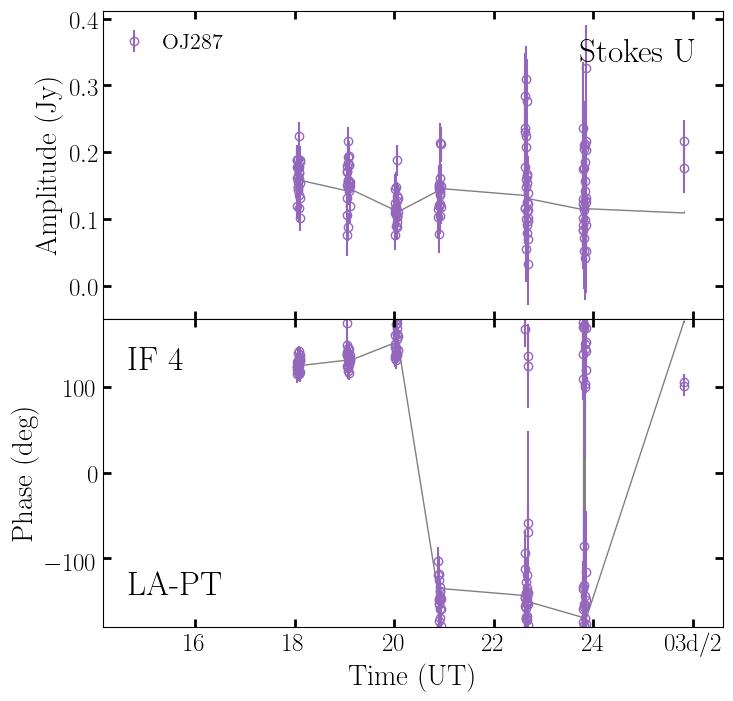 0.4
OJ287
Stokes U
0.3
0.2
0.1
0.0
Amplitude (Jy)
IF 4
100
0
−100
Phase (deg)
LA-PT
16 18 20 22 24 03d/2
Time (UT)